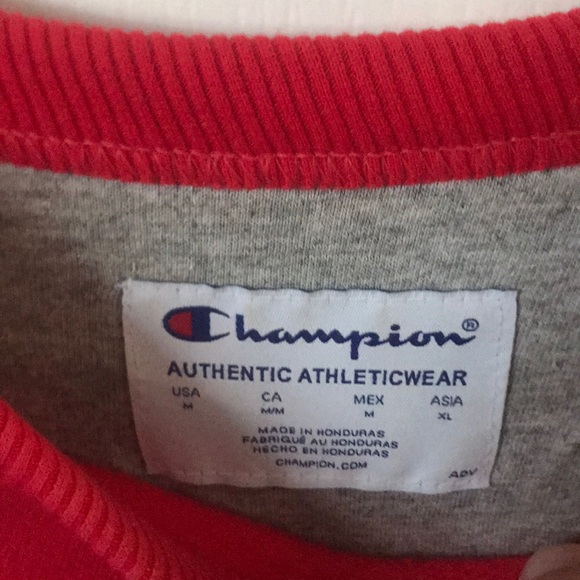 Champion®
AUTHENTIC ATHLETICWEAR
USA CA MEX ASIA
M M/M M XL
MADE IN HONDURAS
FABRIQUÉ AU HONDURAS
HECHO EN HONDURAS
CHAMPION.COM
ADV